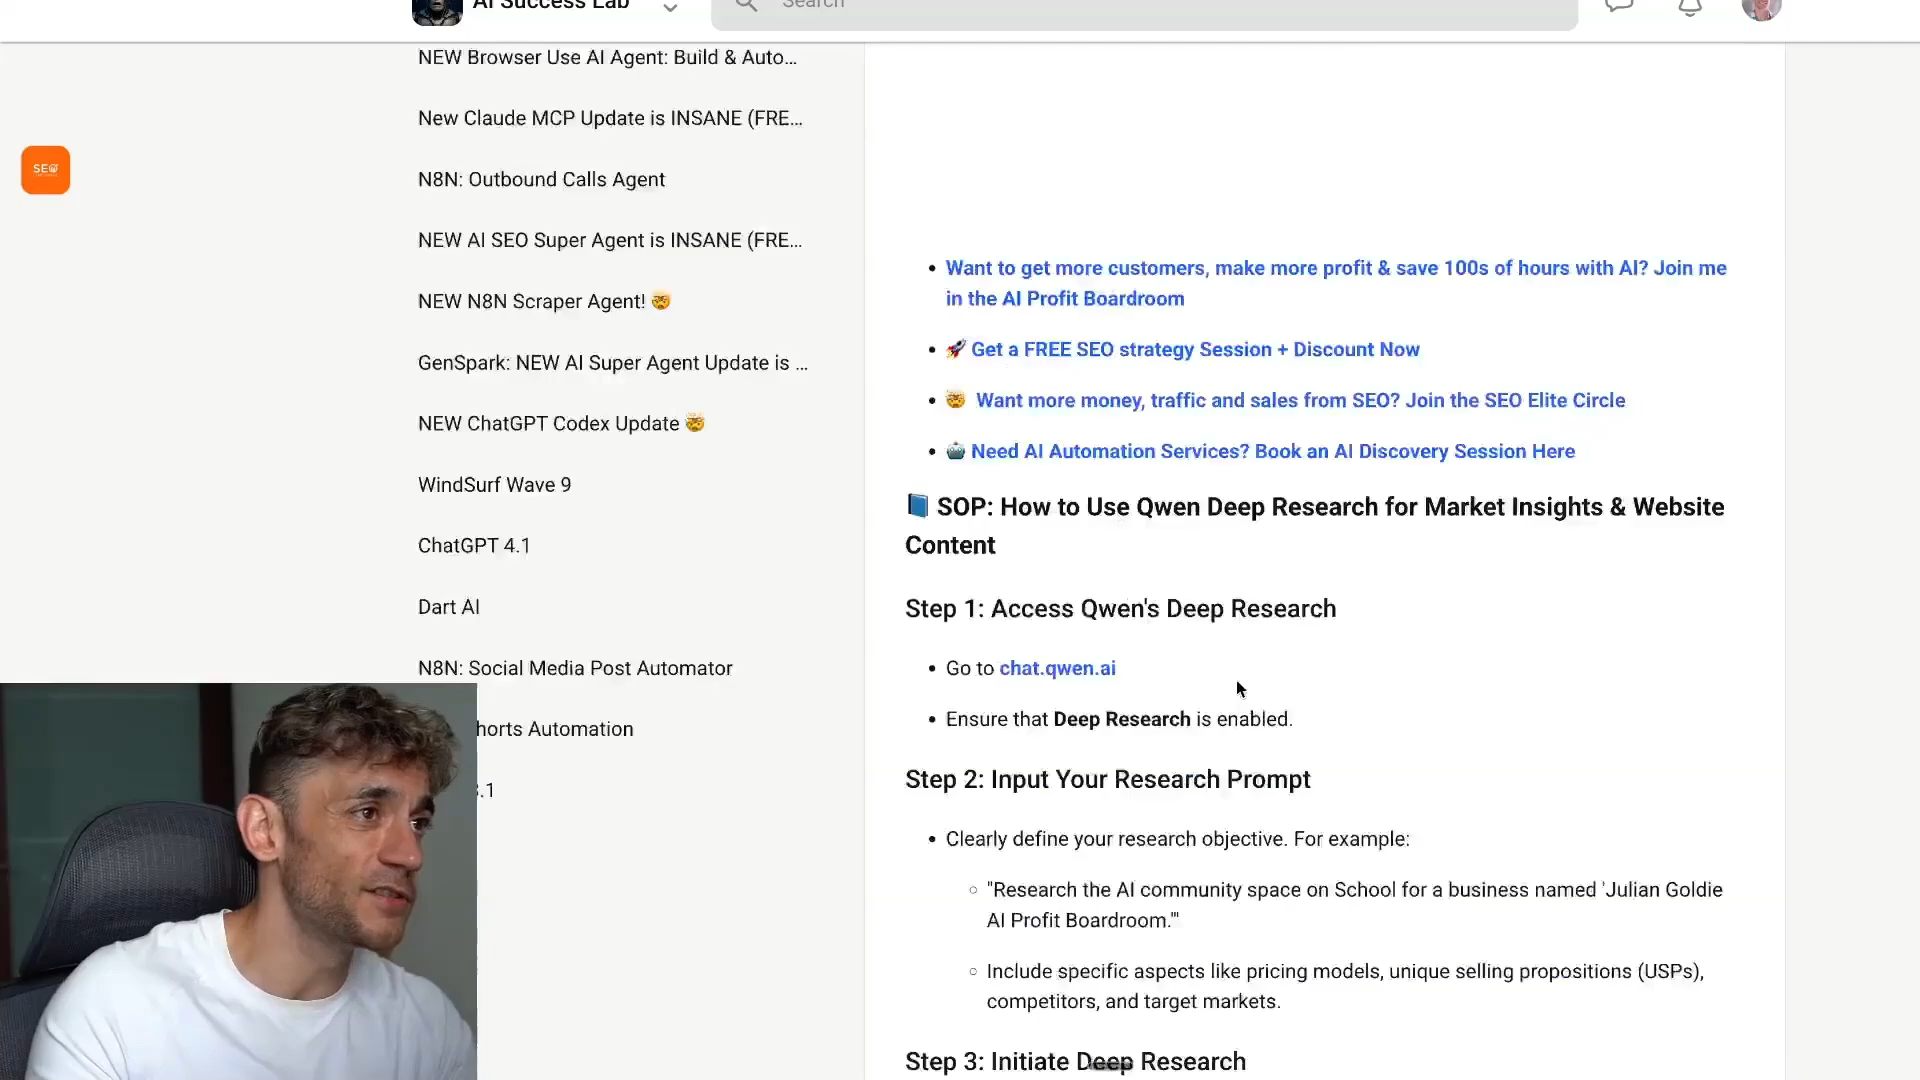 AI Success Lab
Search
NEW Browser Use AI Agent: Build & Auto...
New Claude MCP Update is INSANE (FRE...
SEO
N8N: Outbound Calls Agent
NEW AI SEO Super Agent is INSANE (FRE...
NEW N8N Scraper Agent! 🤯
GenSpark: NEW AI Super Agent Update is ...
NEW ChatGPT Codex Update 🤯
WindSurf Wave 9
ChatGPT 4.1
Dart AI
N8N: Social Media Post Automator
horts Automation
.1
• Want to get more customers, make more profit & save 100s of hours with AI? Join me
in the AI Profit Boardroom
• 🚀 Get a FREE SEO strategy Session + Discount Now
• 🤯 Want more money, traffic and sales from SEO? Join the SEO Elite Circle
• 🤖 Need AI Automation Services? Book an AI Discovery Session Here
📘 SOP: How to Use Qwen Deep Research for Market Insights & Website
Content
Step 1: Access Qwen's Deep Research
• Go to chat.qwen.ai
• Ensure that Deep Research is enabled.
Step 2: Input Your Research Prompt
• Clearly define your research objective. For example:
○ "Research the AI community space on School for a business named 'Julian Goldie
AI Profit Boardroom.'"
○ Include specific aspects like pricing models, unique selling propositions (USPs),
competitors, and target markets.
Step 3: Initiate Deep Research